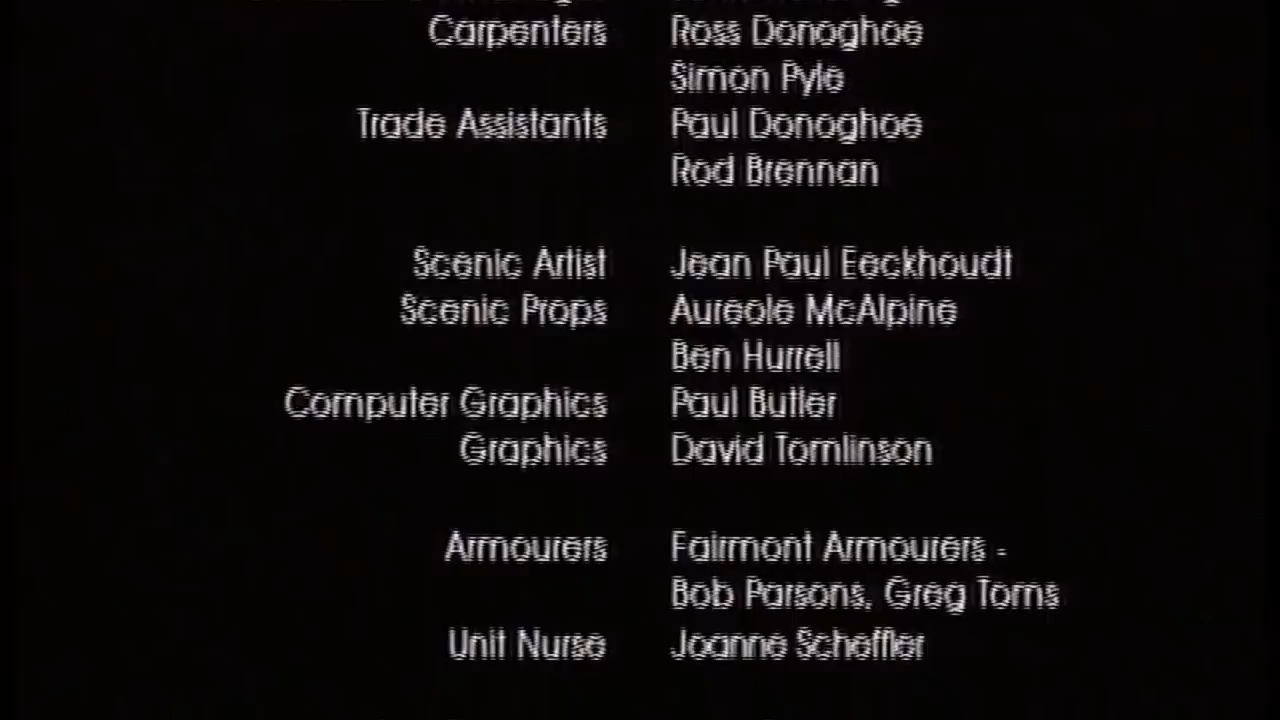 Carpenters Ross Donoghoe
Simon Pyle
Trade Assistants Paul Donoghoe
Rod Brennan
Scenic Artist Jean Paul Eeckhoudt
Scenic Props Aureole McAlpine
Ben Hurrell
Computer Graphics Paul Butler
Graphics David Tomlinson
Armourers Fairmont Armourers -
Bob Parsons, Greg Toms
Unit Nurse Joanne Scheffler